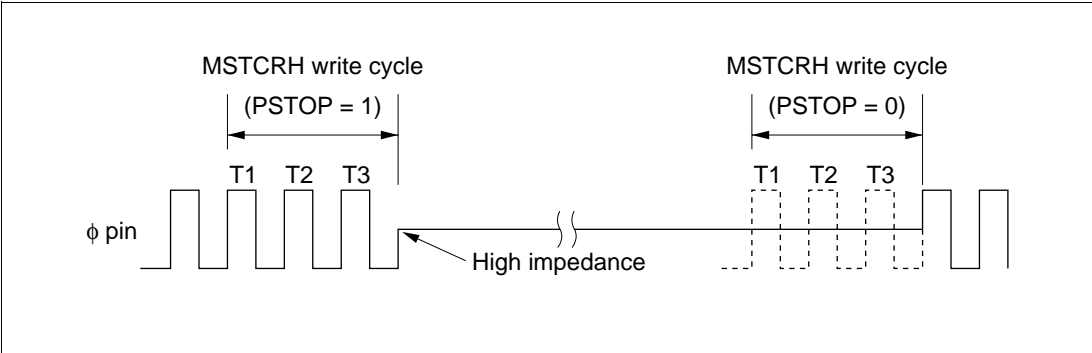 MSTCRH write cycle
(PSTOP = 1)
MSTCRH write cycle
(PSTOP = 0)
T1 T2 T3
T1 T2 T3
ϕ pin
High impedance